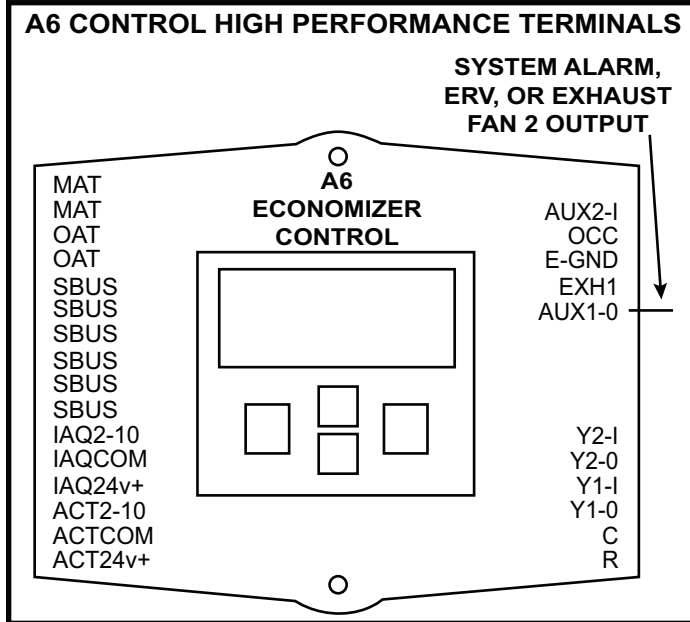 A6 CONTROL HIGH PERFORMANCE TERMINALS
SYSTEM ALARM,
ERV, OR EXHAUST
FAN 2 OUTPUT
A6
ECONOMIZER
CONTROL
MAT
MAT
OAT
OAT
SBUS
SBUS
SBUS
SBUS
SBUS
SBUS
IAQ2-10
IAQCOM
IAQ24v+
ACT2-10
ACTCOM
ACT24v+
AUX2-I
OCC
E-GND
EXH1
AUX1-0
Y2-I
Y2-0
Y1-I
Y1-0
C
R